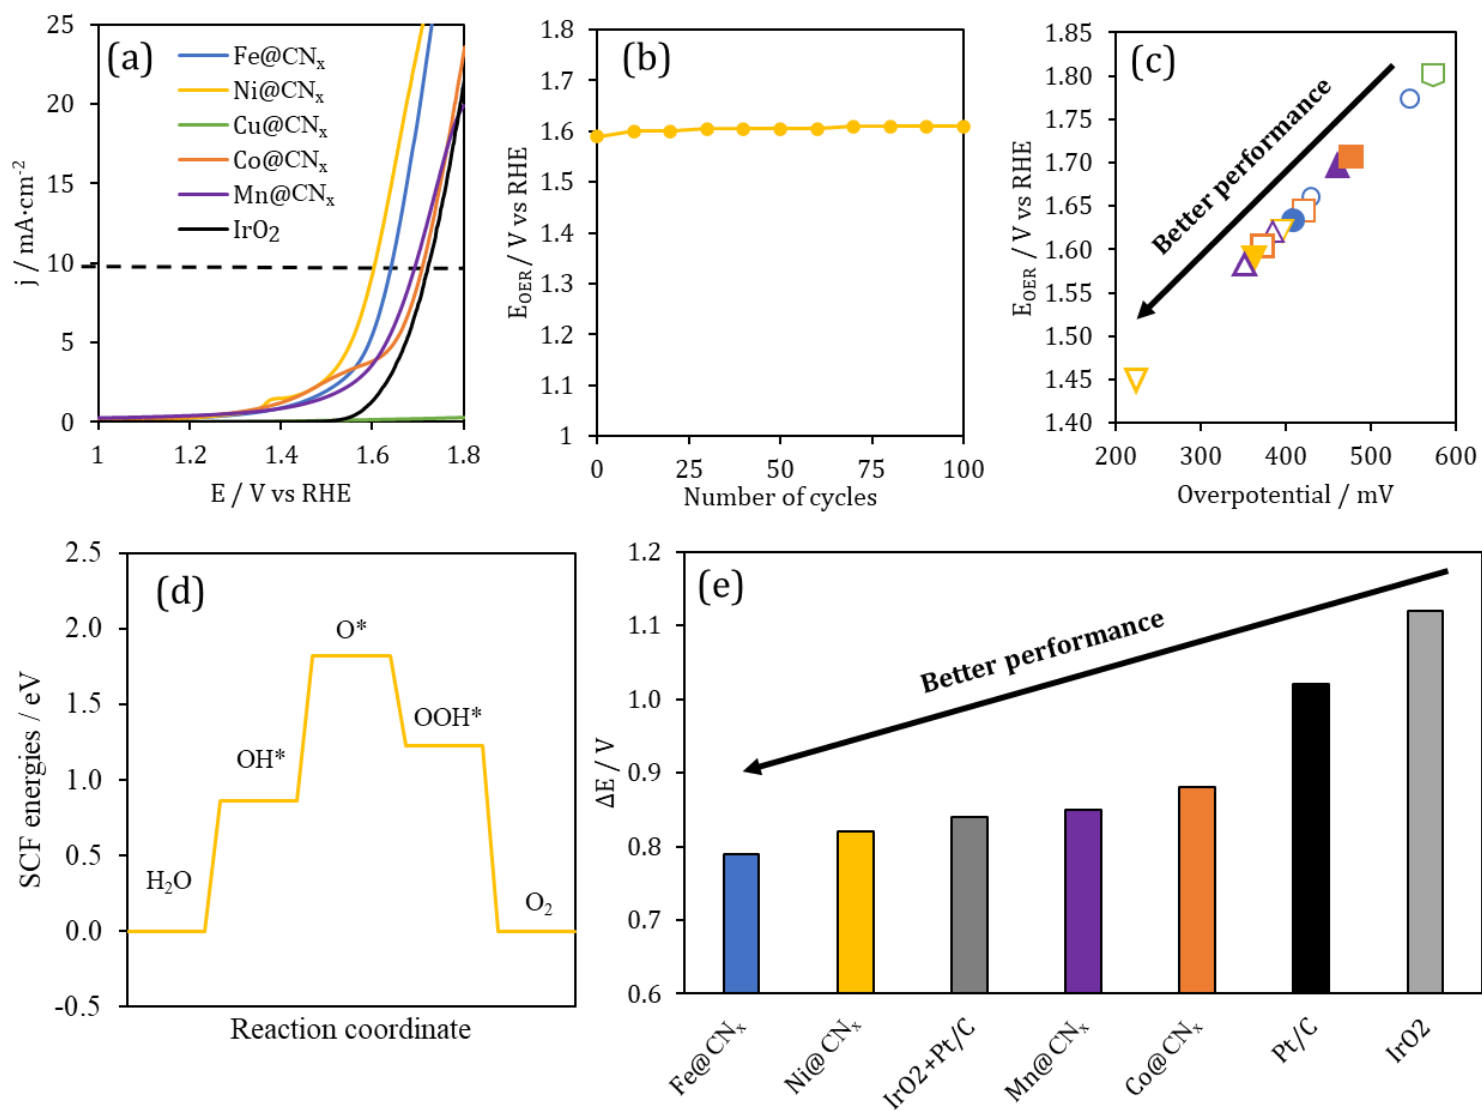 (a)
25
20
15
10
5
0
j / mA·cm-2
Fe@CNx
Ni@CNx
Cu@CNx
Co@CNx
Mn@CNx
IrO2
1
1.2
1.4
1.6
1.8
E / V vs RHE
(b)
1.8
1.7
1.6
1.5
1.4
1.3
1.2
1.1
1
EOER / V vs RHE
0
25
50
75
100
Number of cycles
(c)
1.85
1.80
1.75
1.70
1.65
1.60
1.55
1.50
1.45
1.40
EOER / V vs RHE
Better performance
200
300
400
500
600
Overpotential / mV
(d)
2.5
2.0
1.5
1.0
0.5
0.0
-0.5
SCF energies / eV
H2O
OH*
O*
OOH*
O2
Reaction coordinate
(e)
1.2
1.1
1.0
0.9
0.8
0.7
0.6
ΔE / V
Better performance
Fe@CNx
Ni@CNx
IrO2+Pt/C
Mn@CNx
Co@CNx
Pt/C
IrO2